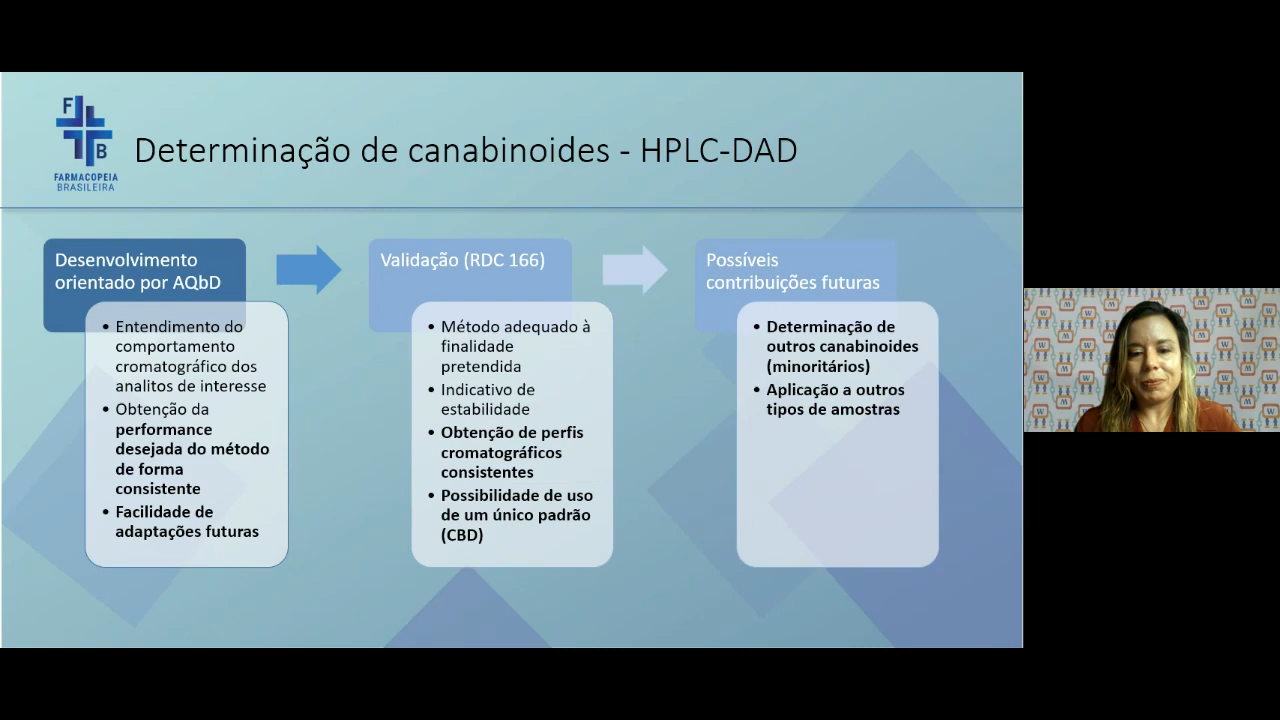 F
B
FARMACOPEIA
BRASILEIRA
Determinação de canabinoides - HPLC-DAD
Desenvolvimento
orientado por AQbD
• Entendimento do
comportamento
cromatográfico dos
analitos de interesse
• Obtenção da
performance
desejada do método
de forma
consistente
• Facilidade de
adaptações futuras
Validação (RDC 166)
• Método adequado à
finalidade
pretendida
• Indicativo de
estabilidade
• Obtenção de perfis
cromatográficos
consistentes
• Possibilidade de uso
de um único padrão
(CBD)
Possíveis
contribuições futuras
• Determinação de
outros canabinoides
(minoritários)
• Aplicação a outros
tipos de amostras